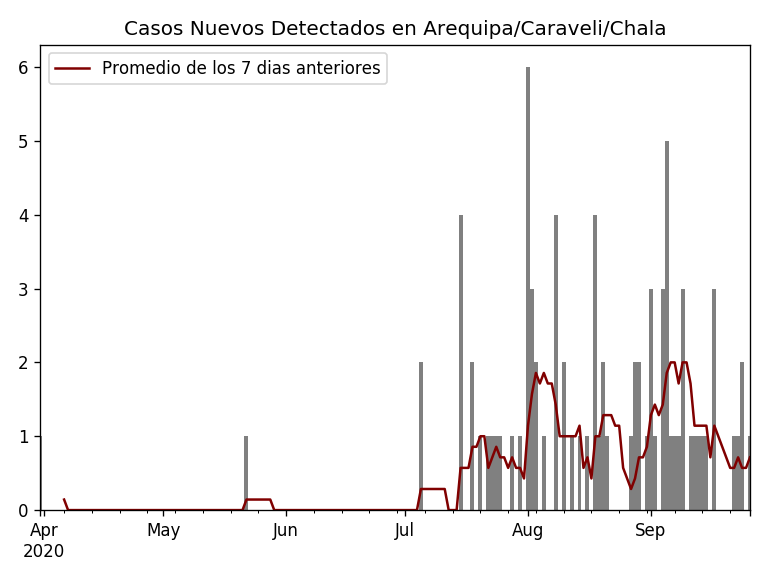 Casos Nuevos Detectados en Arequipa/Caraveli/Chala
Promedio de los 7 dias anteriores
6
5
4
3
2
1
0
Apr May Jun Jul Aug Sep
2020